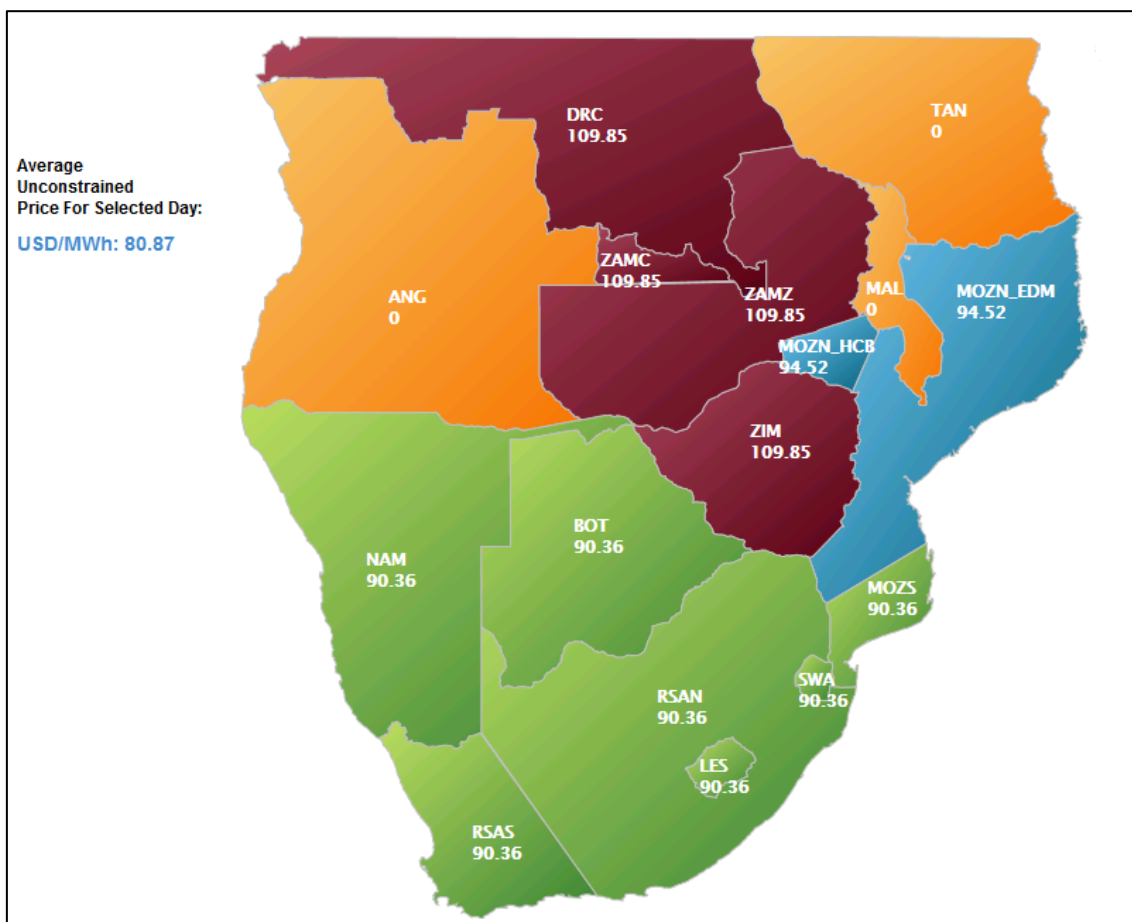 Average
Unconstrained
Price For Selected Day:
USD/MWh: 80.87
DRC
109.85
TAN
0
ZAMC
109.85
ANG
0
ZAMZ
109.85
MAL
0
MOZN_EDM
94.52
MOZN_HCB
94.52
ZIM
109.85
BOT
90.36
NAM
90.36
MOZS
90.36
SWA
90.36
RSAN
90.36
LES
90.36
RSAS
90.36